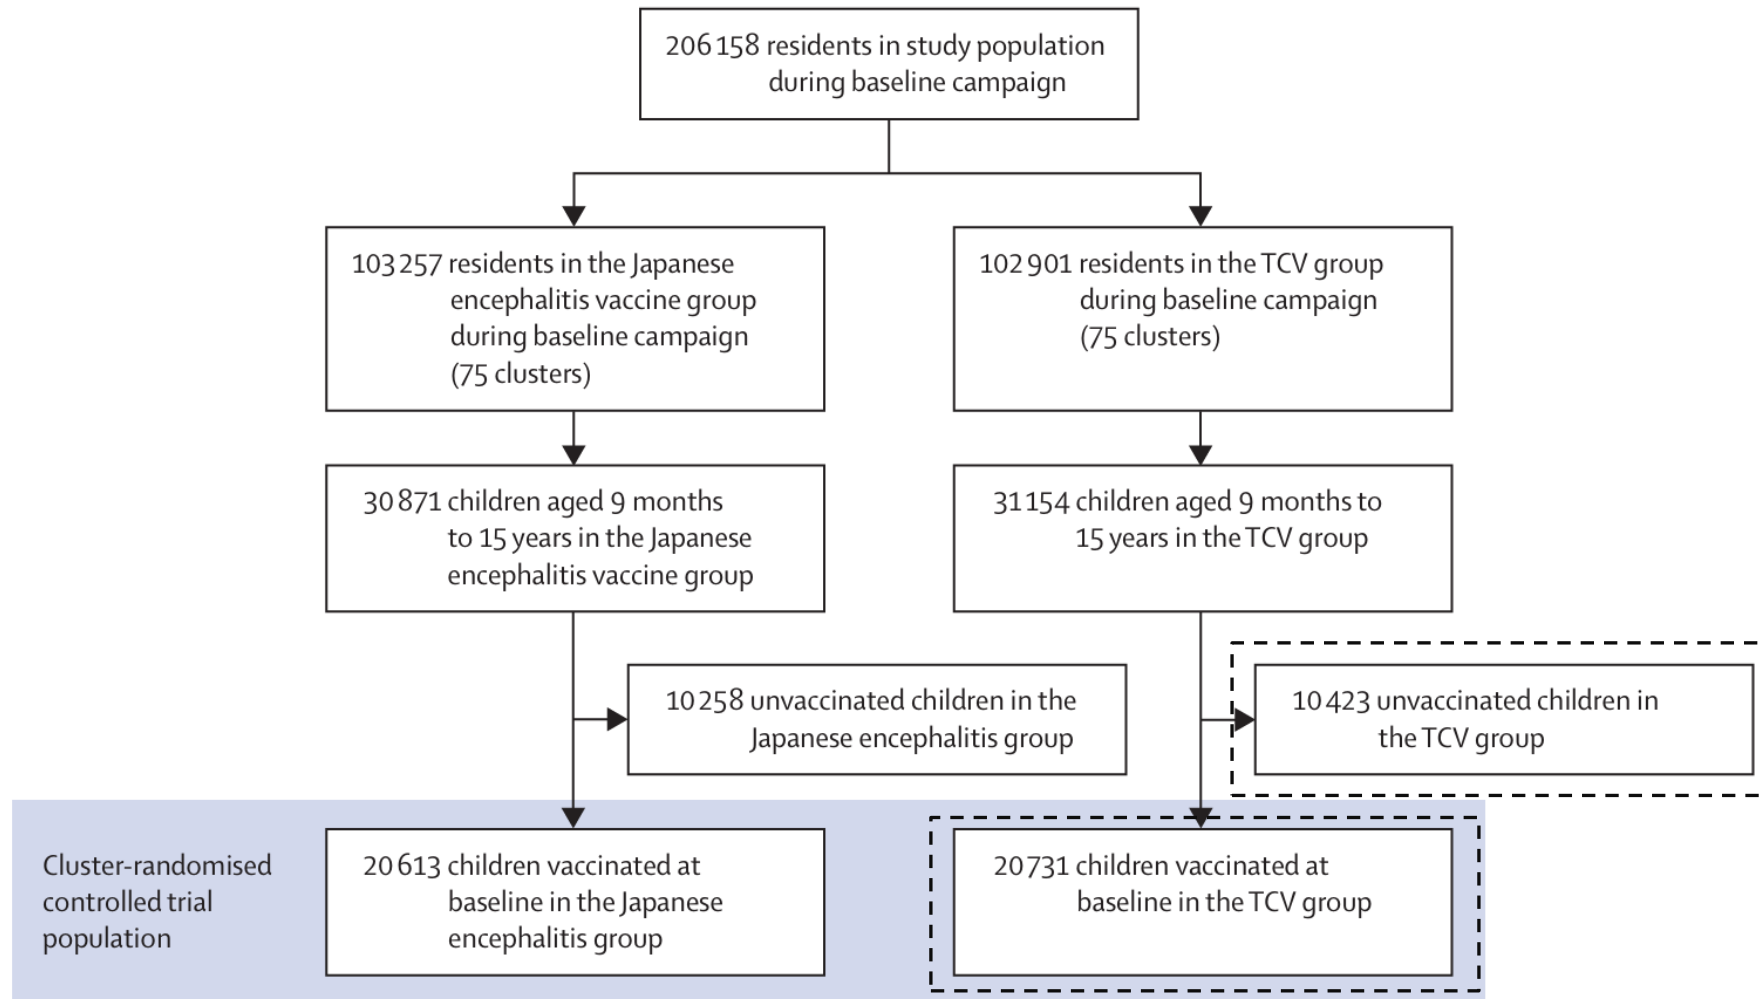 206 158 residents in study population
during baseline campaign
103 257 residents in the Japanese
encephalitis vaccine group
during baseline campaign
(75 clusters)
102 901 residents in the TCV group
during baseline campaign
(75 clusters)
30 871 children aged 9 months
to 15 years in the Japanese
encephalitis vaccine group
31 154 children aged 9 months to
15 years in the TCV group
10 258 unvaccinated children in the
Japanese encephalitis group
10 423 unvaccinated children in
the TCV group
Cluster-randomised
controlled trial
population
20 613 children vaccinated at
baseline in the Japanese
encephalitis group
20 731 children vaccinated at
baseline in the TCV group